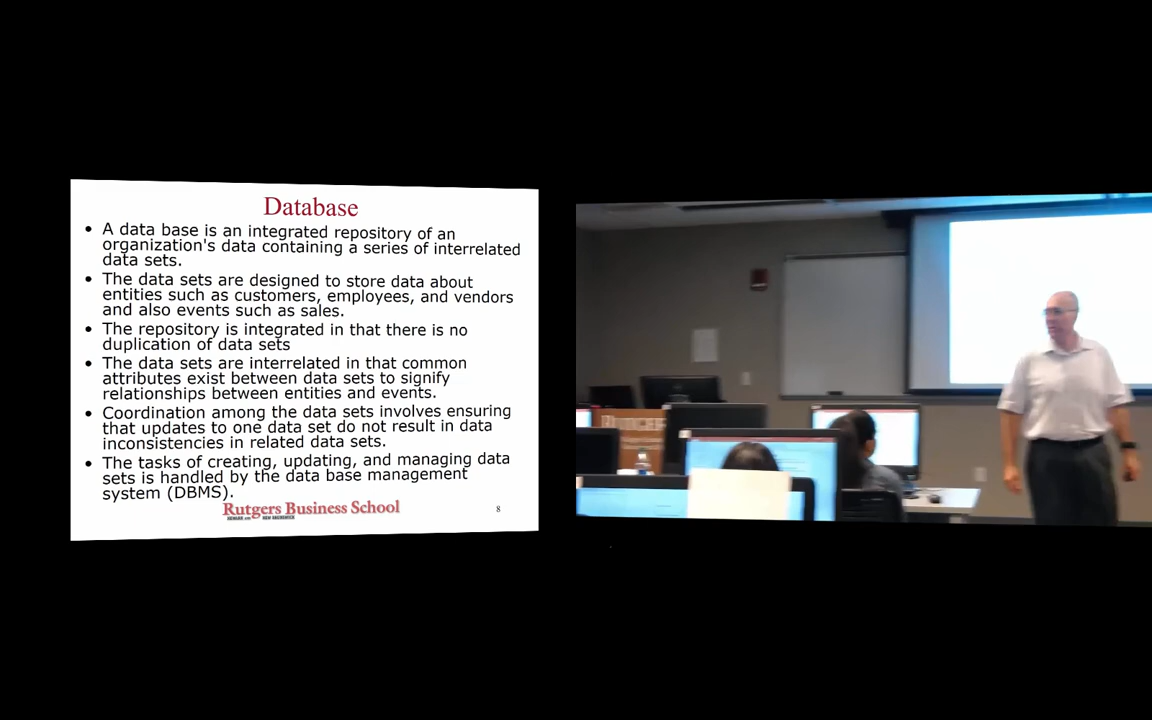 Database
• A data base is an integrated repository of an
organization's data containing a series of interrelated
data sets.
• The data sets are designed to store data about
entities such as customers, employees, and vendors
and also events such as sales.
• The repository is integrated in that there is no
duplication of data sets
• The data sets are interrelated in that common
attributes exist between data sets to signify
relationships between entities and events.
• Coordination among the data sets involves ensuring
that updates to one data set do not result in data
inconsistencies in related data sets.
• The tasks of creating, updating, and managing data
sets is handled by the data base management
system (DBMS).
Rutgers Business School
8